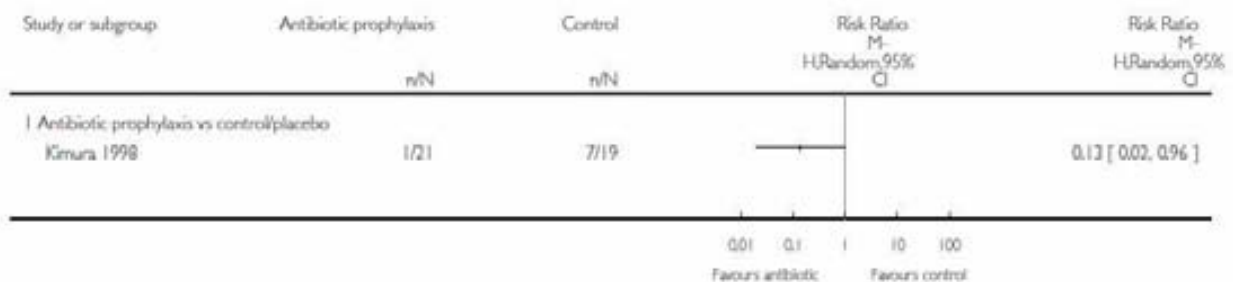 Study or subgroup Antibiotic prophylaxis Control Risk Ratio Risk Ratio
M- M-
H,Random,95% H,Random,95%
n/N n/N CI CI
1 Antibiotic prophylaxis vs control/placebo
Kimura 1998 1/21 7/19 0.13 [ 0.02, 0.96 ]
0.01 0.1 1 10 100
Favours antibiotic Favours control